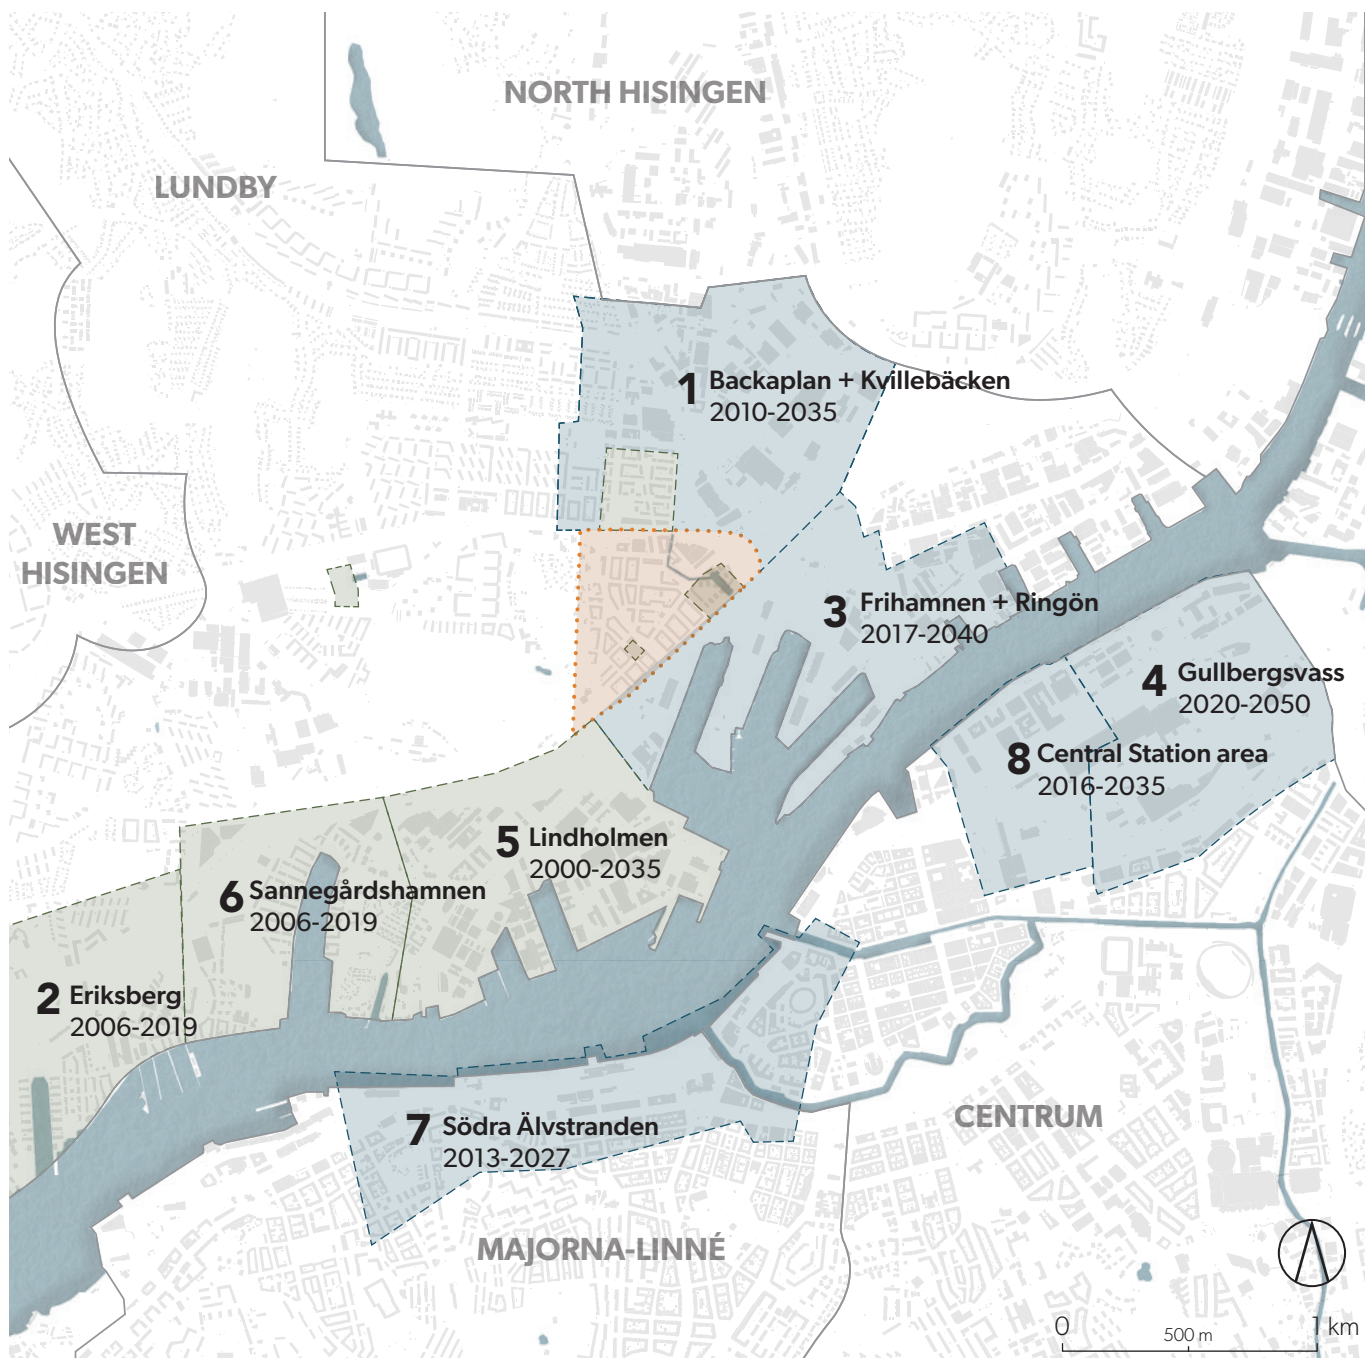 NORTH HISINGEN
LUNDBY
1 Backaplan + Kvillebäcken
2010-2035
WEST
HISINGEN
3 Frihamnen + Ringön
2017-2040
4 Gullbergsvass
2020-2050
8 Central Station area
2016-2035
5 Lindholmen
2000-2035
6 Sannegårdshamnen
2006-2019
2 Eriksberg
2006-2019
7 Södra Älvstranden
2013-2027
CENTRUM
MAJORNA-LINNÉ
0 500 m 1 km